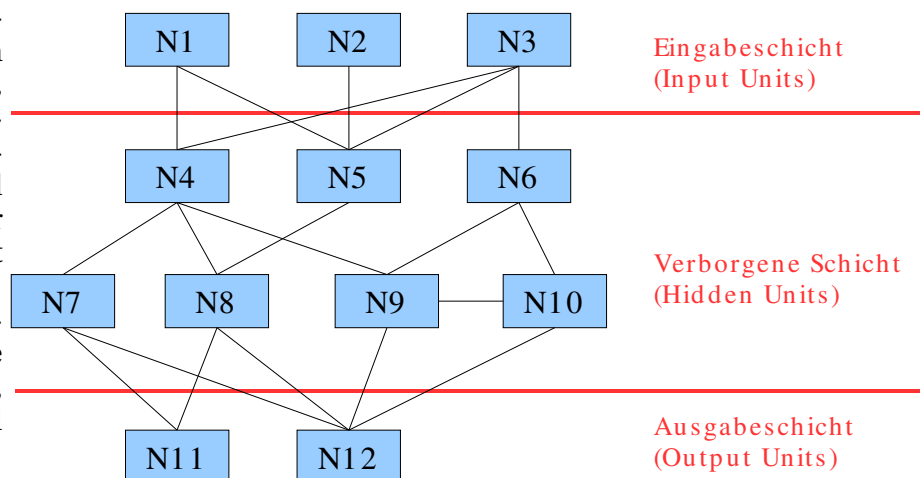 N1 N2 N3
Eingabeschicht
(Input Units)
N4 N5 N6
Verborgene Schicht
(Hidden Units)
N7 N8 N9 N10
Ausgabeschicht
(Output Units)
N11 N12